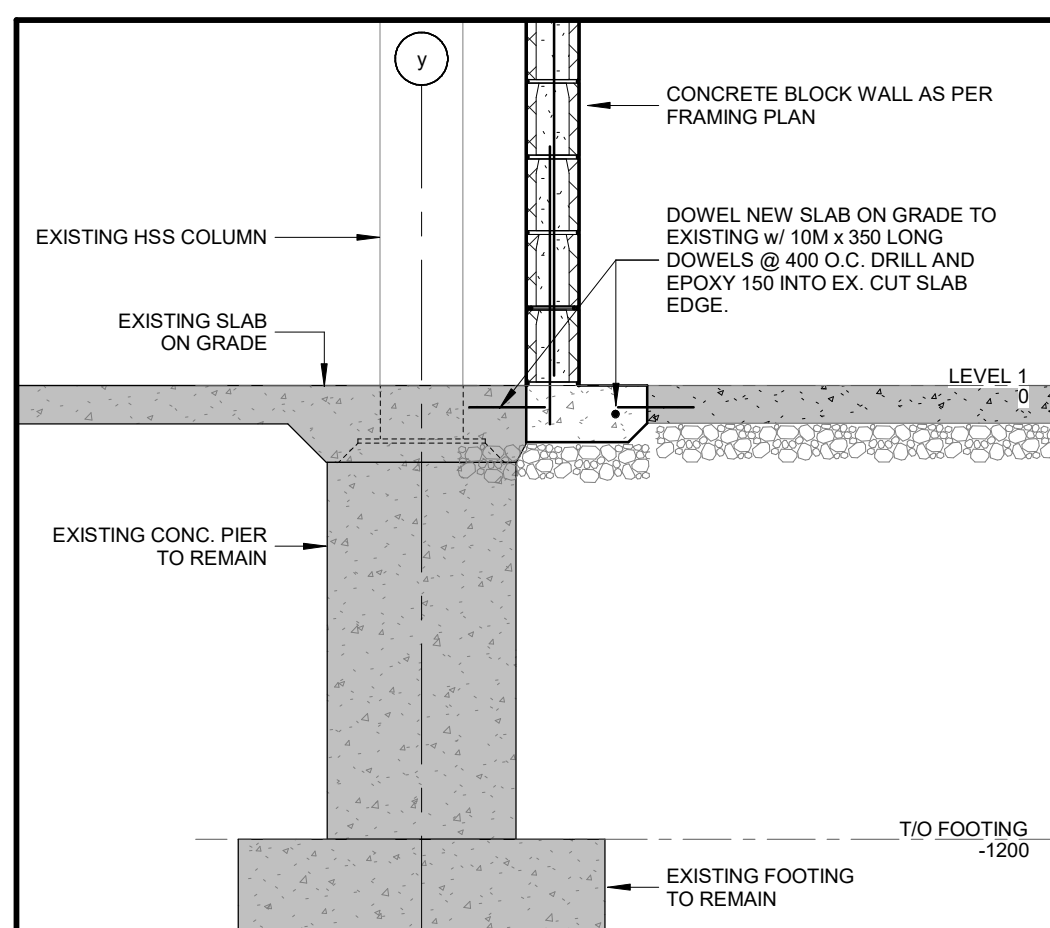 y
CONCRETE BLOCK WALL AS PER
FRAMING PLAN
DOWEL NEW SLAB ON GRADE TO
EXISTING w/ 10M x 350 LONG
DOWELS @ 400 O.C. DRILL AND
EPOXY 150 INTO EX. CUT SLAB
EDGE.
EXISTING HSS COLUMN
EXISTING SLAB
ON GRADE
LEVEL 1
0
EXISTING CONC. PIER
TO REMAIN
T/O FOOTING
-1200
EXISTING FOOTING
TO REMAIN